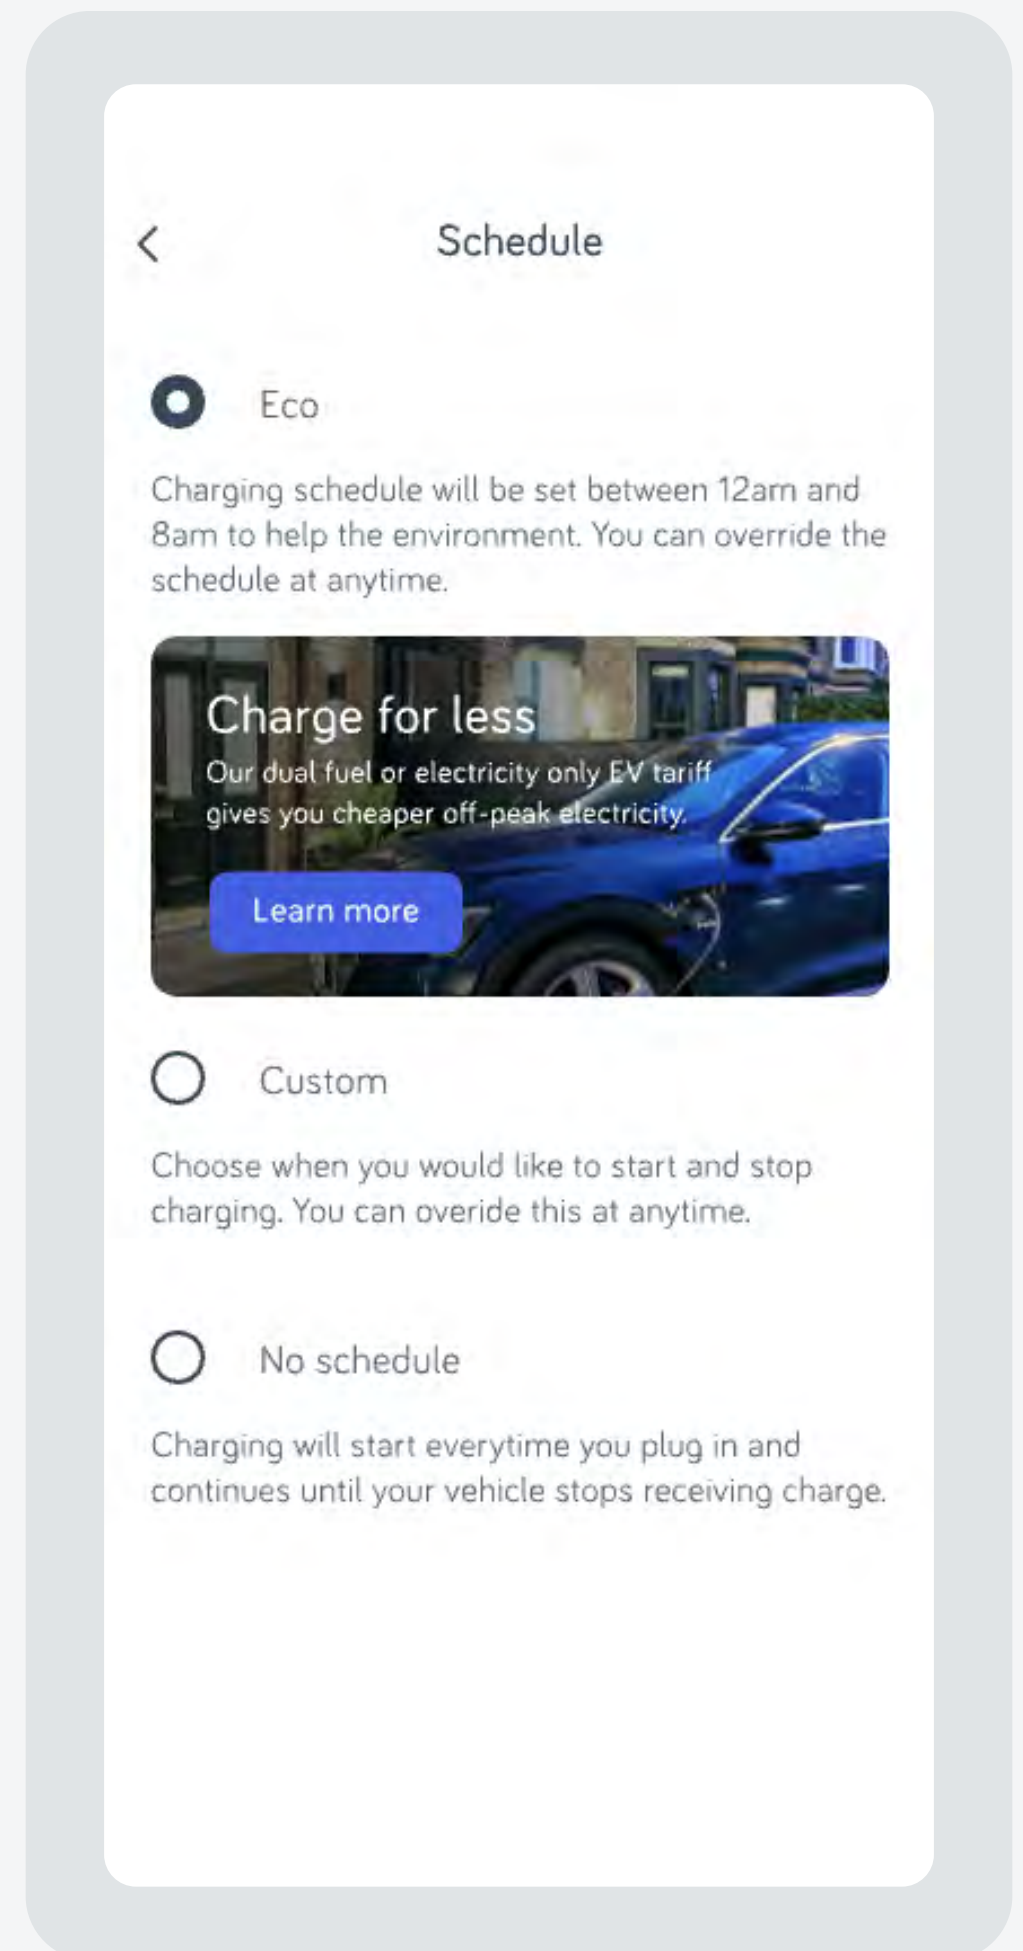 Schedule
Eco
Charging schedule will be set between 12am and
8am to help the environment. You can override the
schedule at anytime.
Charge for less
Our dual fuel or electricity only EV tariff
gives you cheaper off-peak electricity.
Learn more
Custom
Choose when you would like to start and stop
charging. You can overide this at anytime.
No schedule
Charging will start everytime you plug in and
continues until your vehicle stops receiving charge.